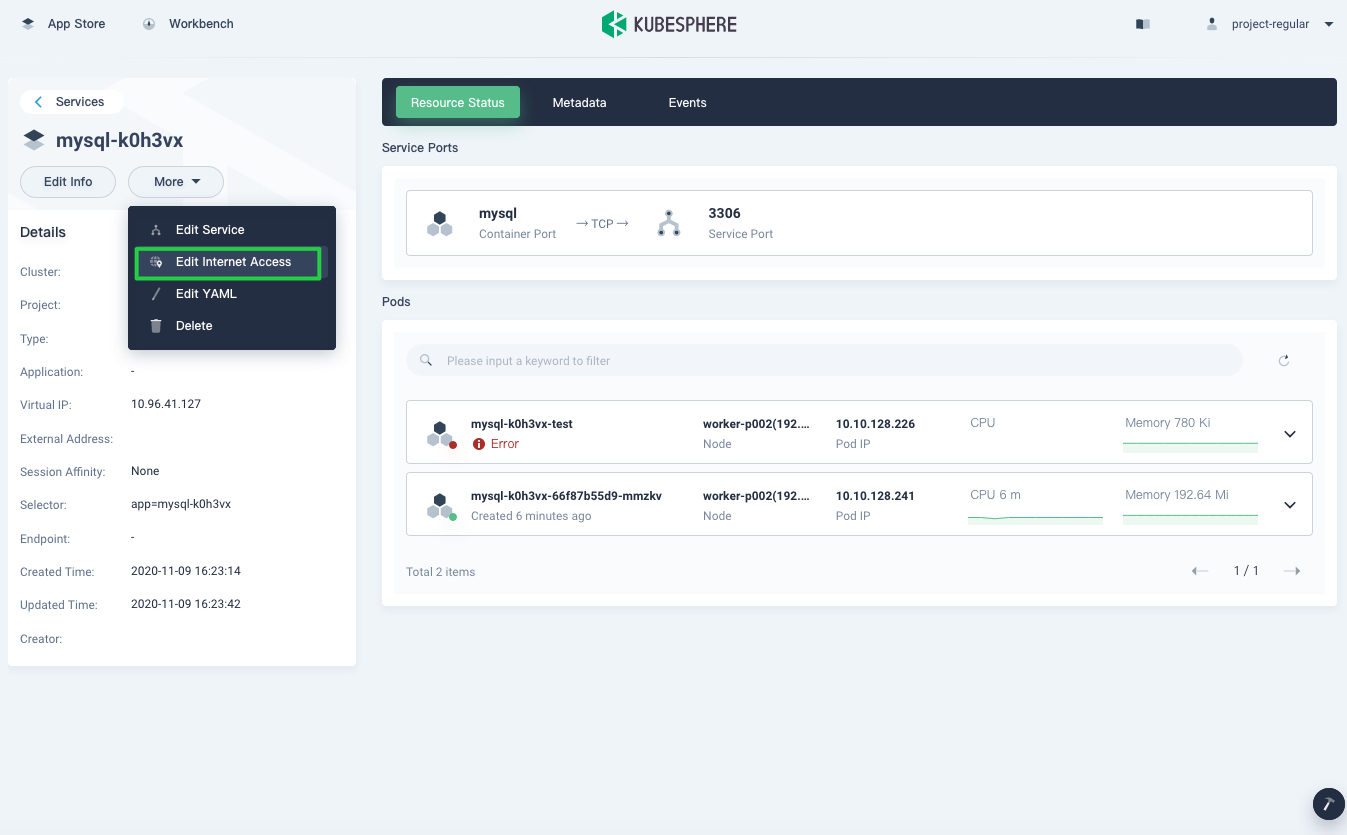 App Store
Workbench
KUBESPHERE
project-regular
Services
mysql-k0h3vx
Edit Info
More
Edit Service
Edit Internet Access
Edit YAML
Delete
Details
Cluster:
Project:
Type:
Application: -
Virtual IP: 10.96.41.127
External Address:
Session Affinity: None
Selector: app=mysql-k0h3vx
Endpoint: -
Created Time: 2020-11-09 16:23:14
Updated Time: 2020-11-09 16:23:42
Creator:
Resource Status
Metadata
Events
Service Ports
mysql
Container Port
TCP
3306
Service Port
Pods
Please input a keyword to filter
mysql-k0h3vx-test
Error
worker-p002(192....
Node
10.10.128.226
Pod IP
CPU
Memory 780 Ki
mysql-k0h3vx-66f87b55d9-mmzkv
Created 6 minutes ago
worker-p002(192....
Node
10.10.128.241
Pod IP
CPU 6 m
Memory 192.64 Mi
Total 2 items
1 / 1